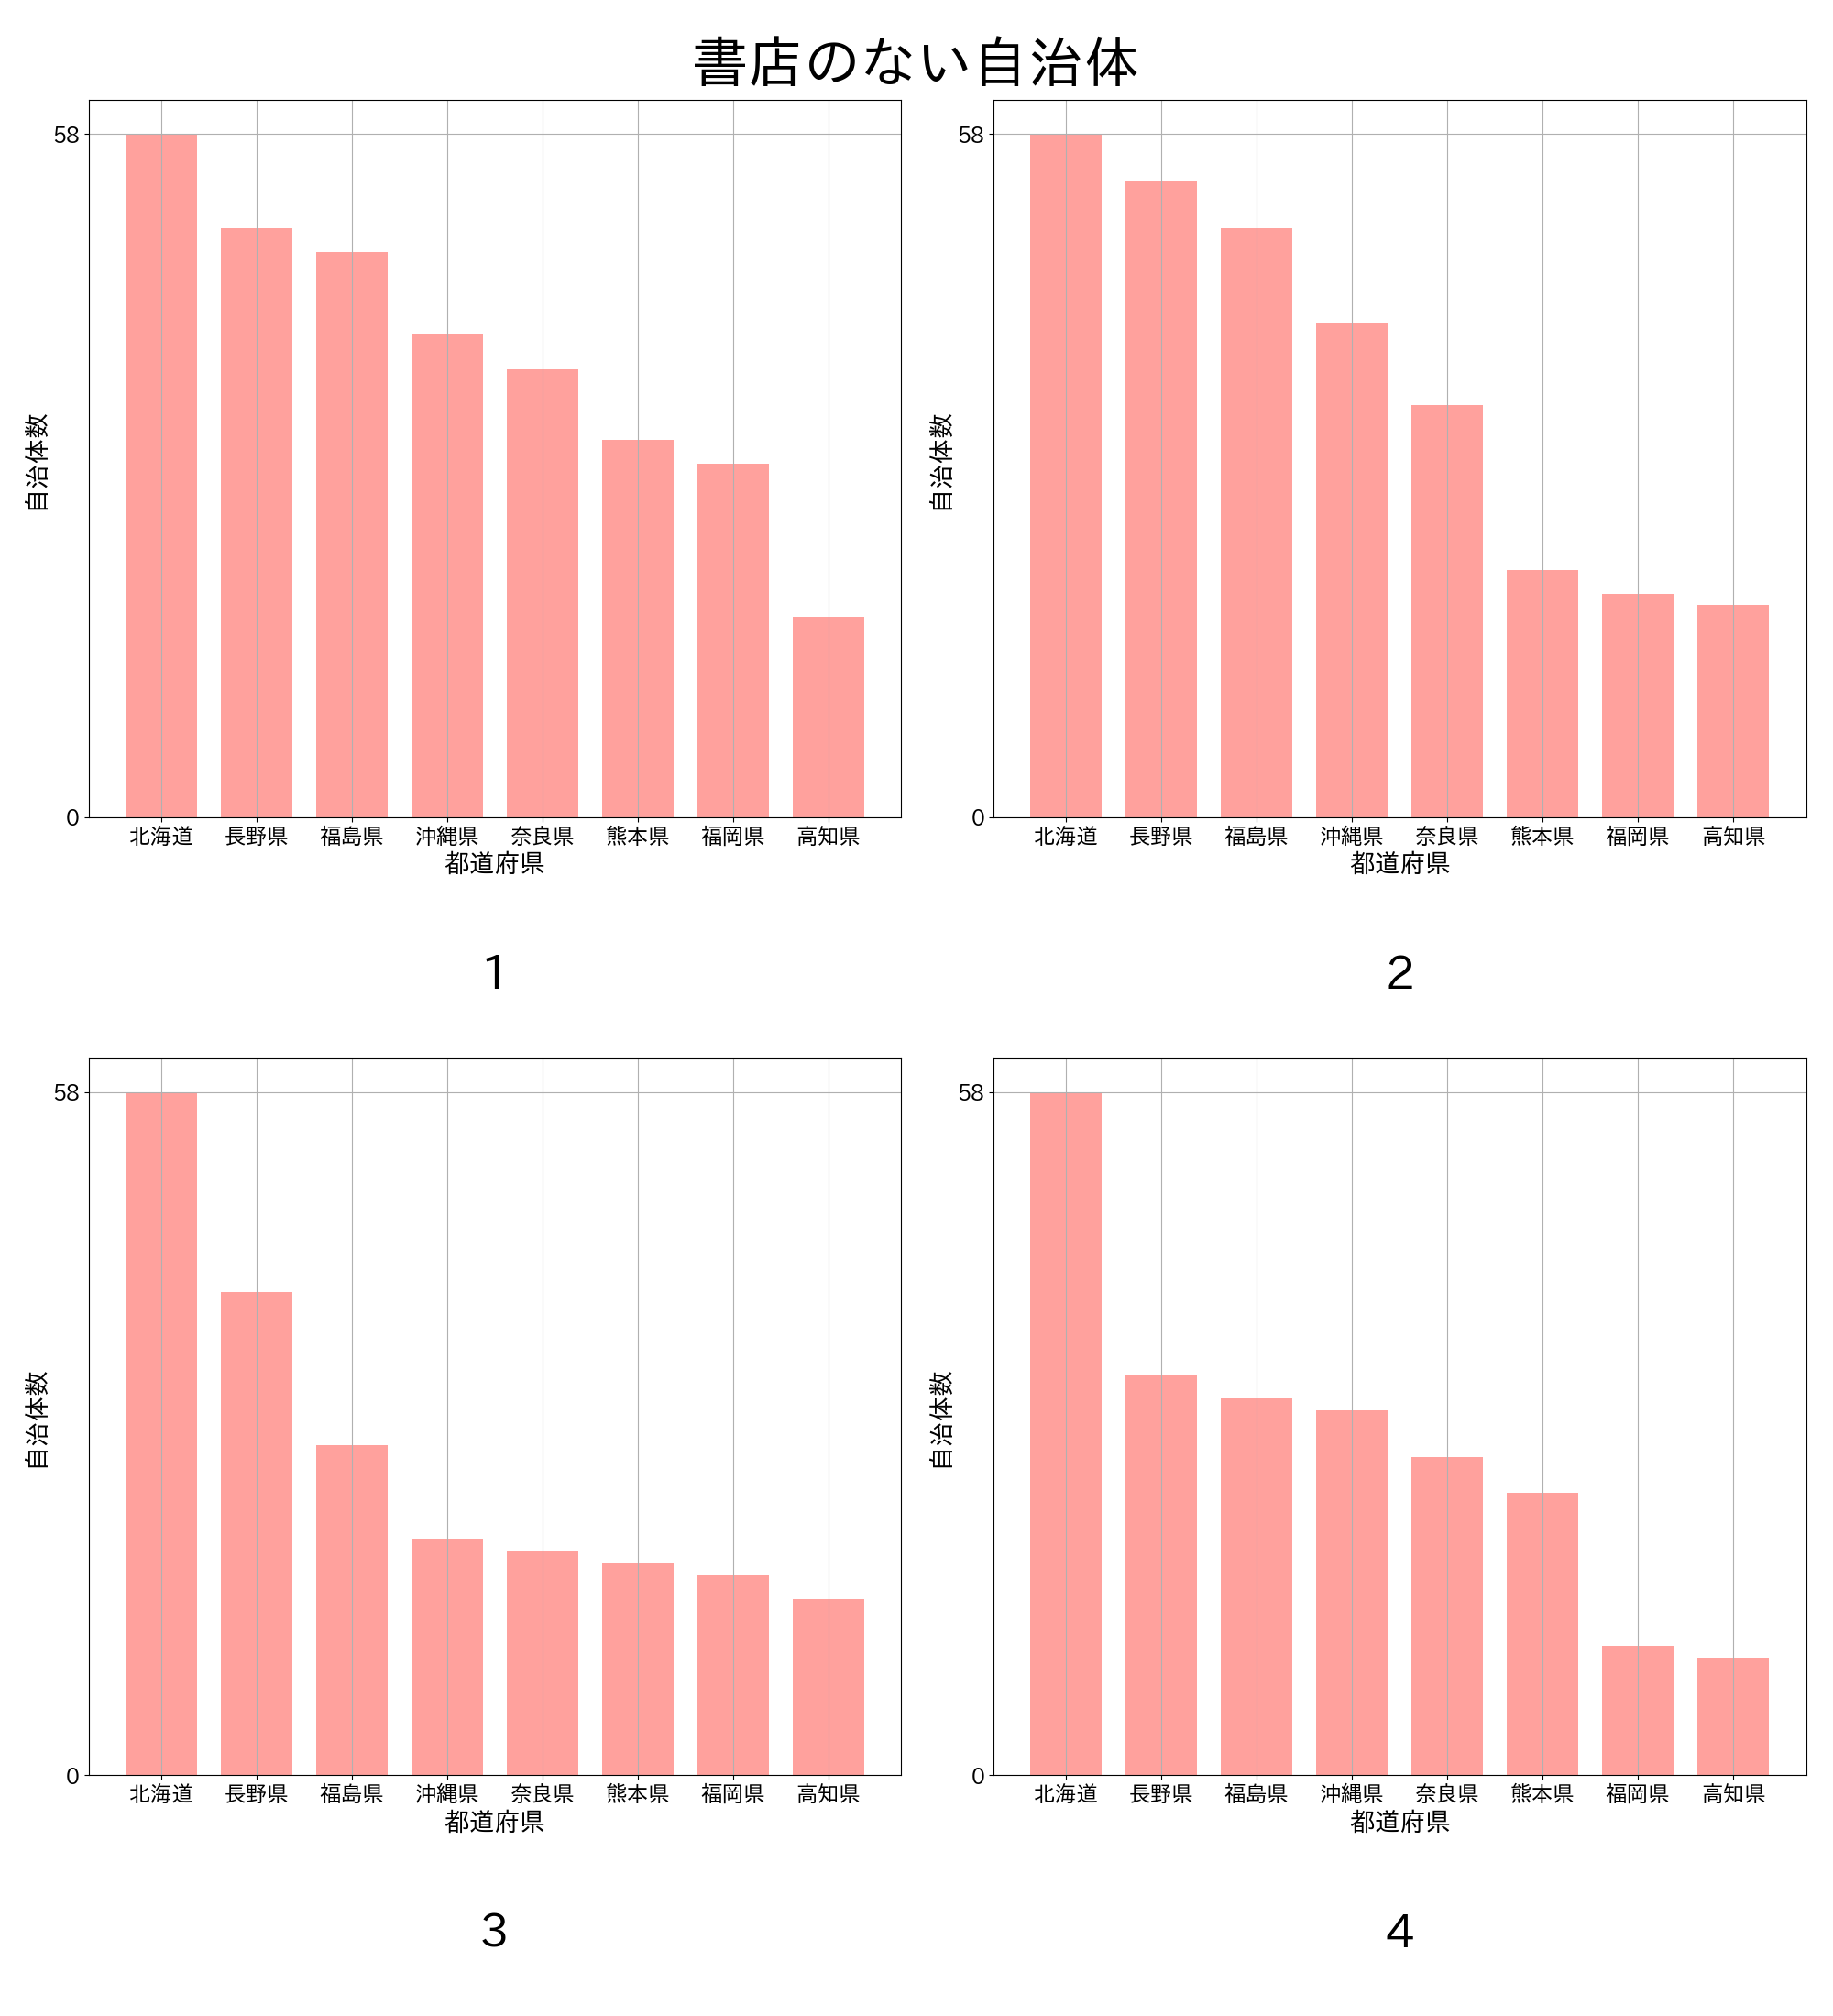 書店のない自治体
58
0
自治体数
北海道 長野県 福島県 沖縄県 奈良県 熊本県 福岡県 高知県
都道府県
1
58
0
自治体数
北海道 長野県 福島県 沖縄県 奈良県 熊本県 福岡県 高知県
都道府県
2
58
0
自治体数
北海道 長野県 福島県 沖縄県 奈良県 熊本県 福岡県 高知県
都道府県
3
58
0
自治体数
北海道 長野県 福島県 沖縄県 奈良県 熊本県 福岡県 高知県
都道府県
4